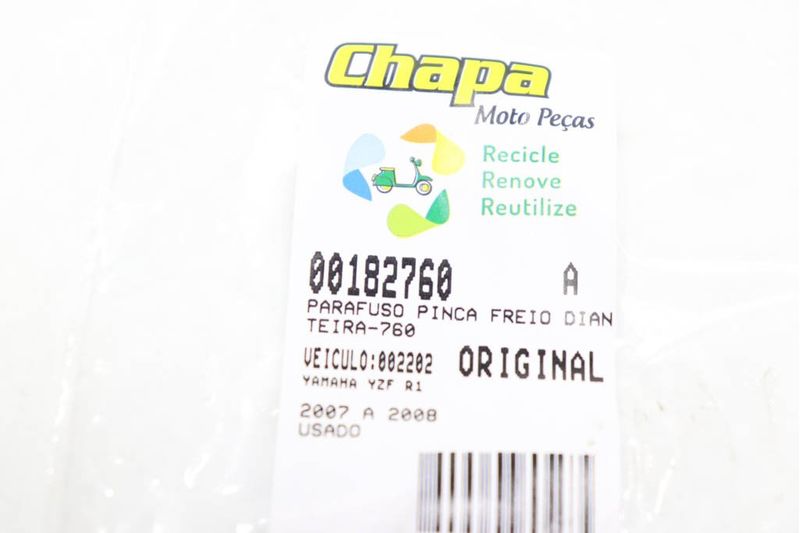 Chapa
Moto Peças
Recicle
Renove
Reutilize
00182760 A
PARAFUSO PINCA FREIO DIAN
TEIRA-760
VEICULO:002202 ORIGINAL
YAMAHA YZF R1
2007 A 2008
USADO